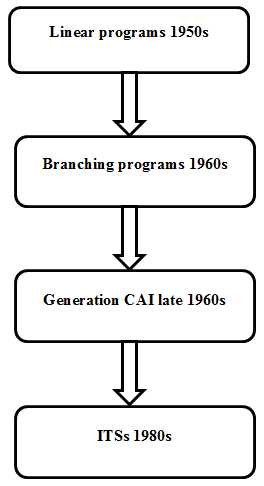 Linear programs 1950s
Branching programs 1960s
Generation CAI late 1960s
ITSs 1980s